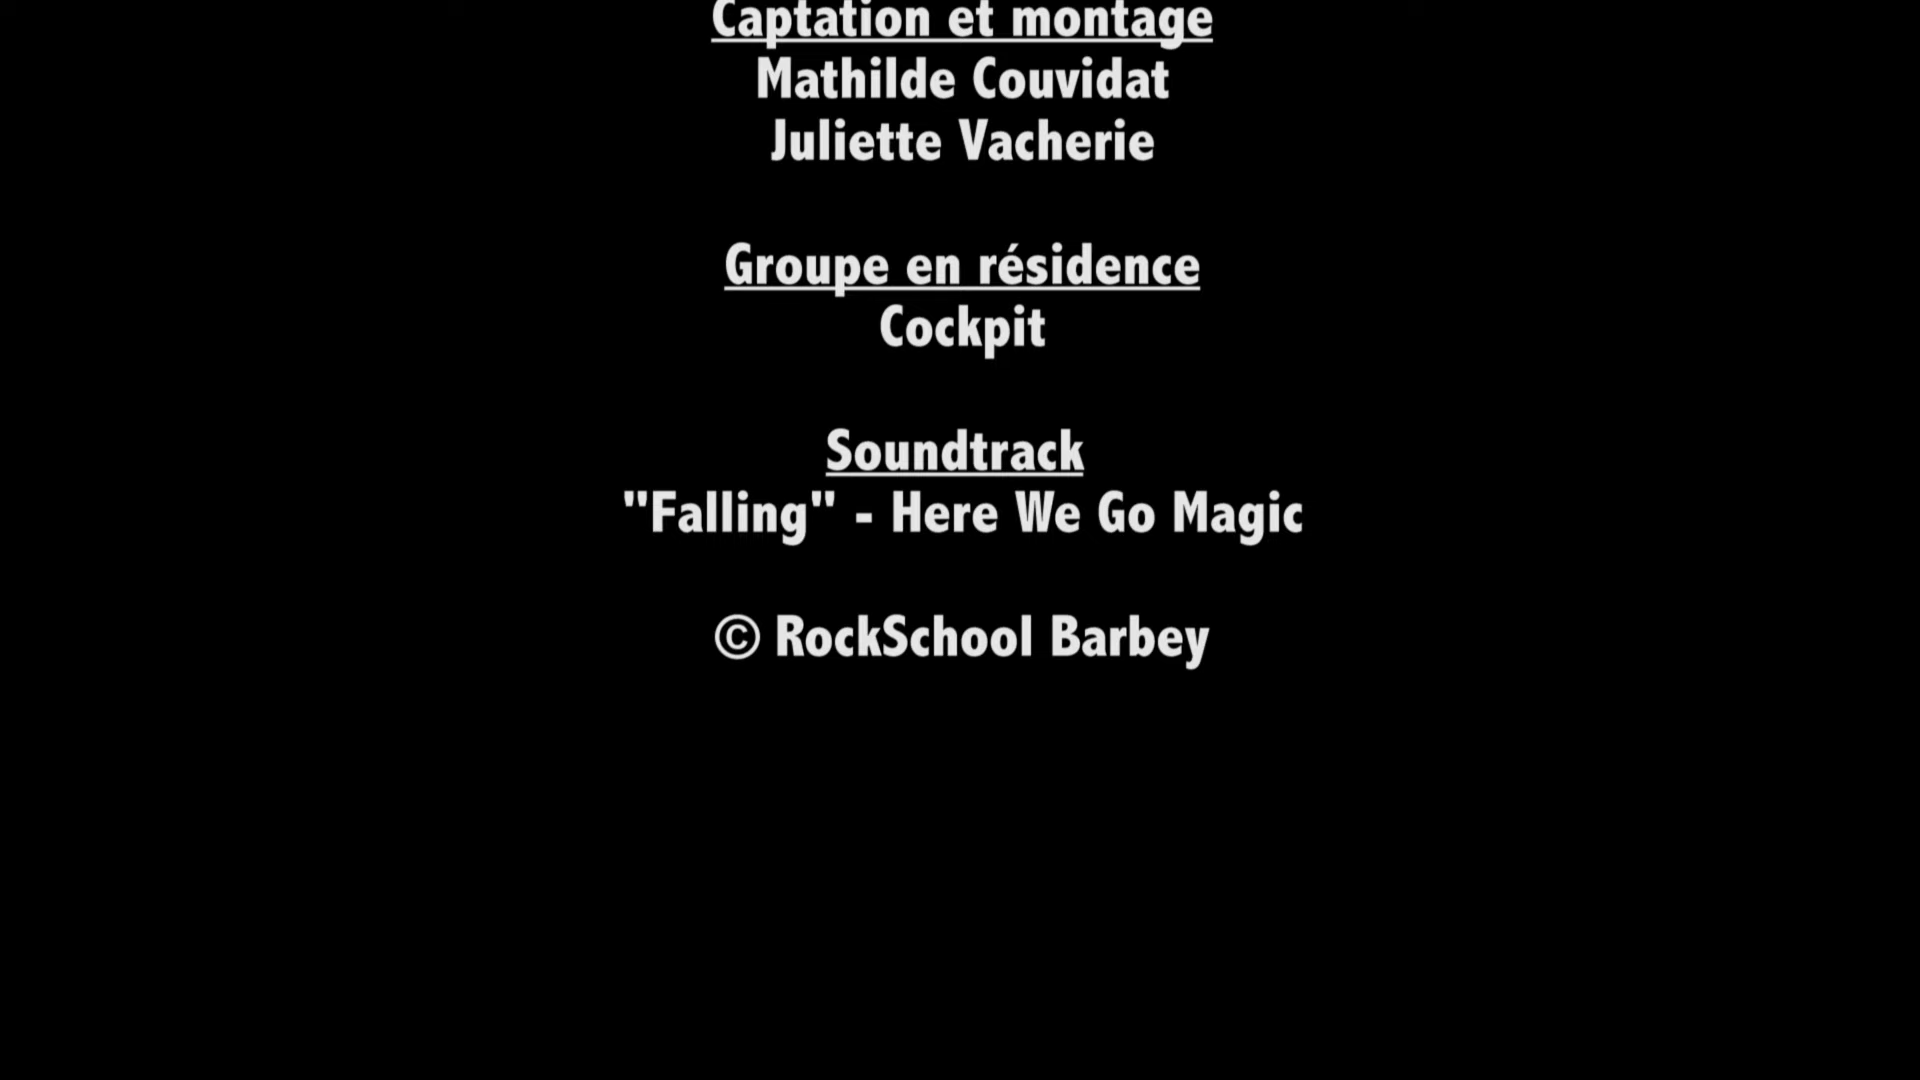 Captation et montage
Mathilde Couvidat
Juliette Vacherie
Groupe en résidence
Cockpit
Soundtrack
"Falling" - Here We Go Magic
© RockSchool Barbey